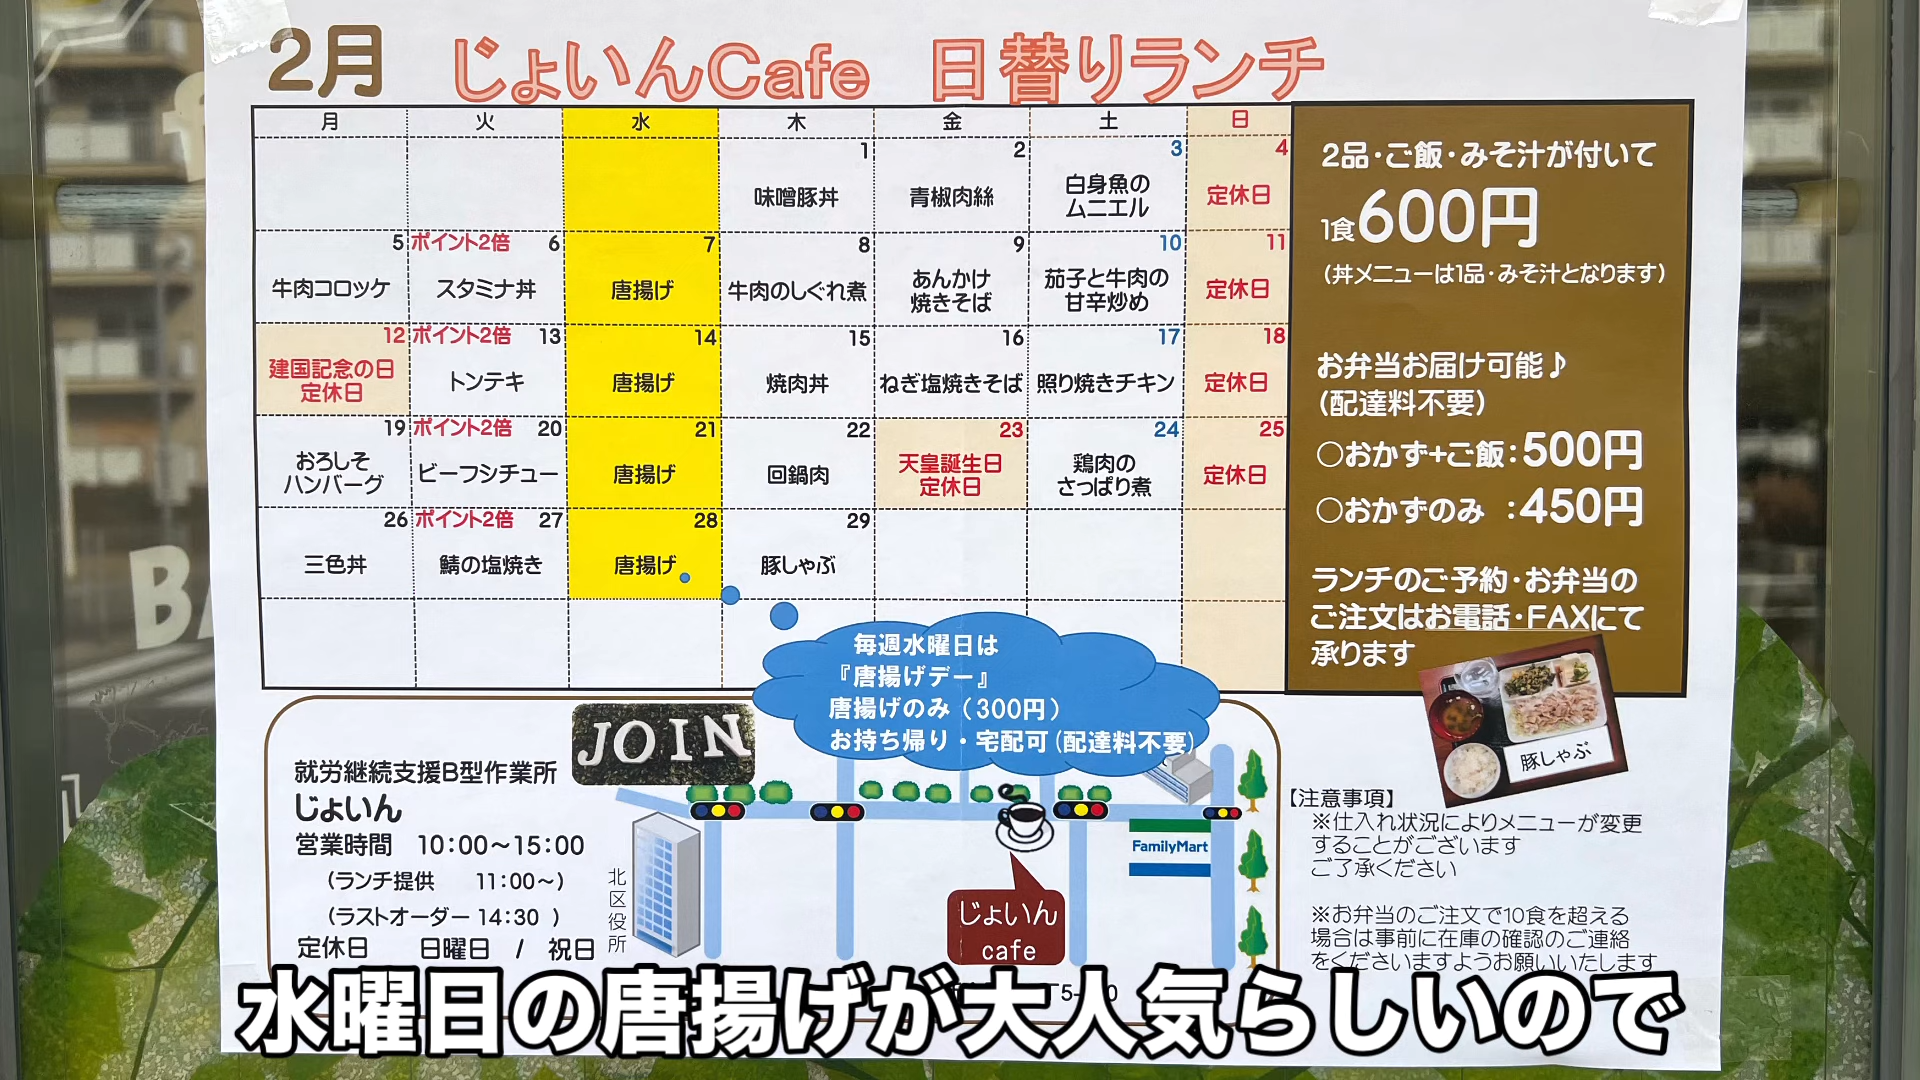 2月 じょいんCafe 日替りランチ
月 火 水 木 金 土 日
1 2 3 4
味噌豚丼 青椒肉絲 白身魚の 定休日
ムニエル
5 ポイント2倍 6 7 8 9 10 11
牛肉コロッケ スタミナ丼 唐揚げ 牛肉のしぐれ煮 あんかけ 茄子と牛肉の 定休日
焼きそば 甘辛炒め
12 ポイント2倍 13 14 15 16 17 18
建国記念の日 トンテキ 唐揚げ 焼肉丼 ねぎ塩焼きそば 照り焼きチキン 定休日
定休日
19 ポイント2倍 20 21 22 23 24 25
おろしそ ビーフシチュー 唐揚げ 回鍋肉 天皇誕生日 鶏肉の 定休日
ハンバーグ 定休日 さっぱり煮
26 ポイント2倍 27 28 29
三色丼 鯖の塩焼き 唐揚げ 豚しゃぶ
2品・ご飯・みそ汁が付いて
1食600円
(丼メニューは1品・みそ汁となります)
お弁当お届け可能♪
(配達料不要)
○おかず+ご飯:500円
○おかずのみ :450円
ランチのご予約・お弁当の
ご注文はお電話・FAXにて
承ります
豚しゃぶ
毎週水曜日は
『唐揚げデー』
唐揚げのみ(300円)
お持ち帰り・宅配可(配達料不要)
JOIN
就労継続支援B型作業所
じょいん
営業時間 10:00~15:00
(ランチ提供 11:00~)
(ラストオーダー 14:30 )
定休日 日曜日 / 祝日
北区役所
FamilyMart
じょいん
cafe
【注意事項】
※仕入れ状況によりメニューが変更
することがございます
ご了承ください
※お弁当のご注文で10食を超える
場合は事前に在庫の確認のご連絡
をくださいますようお願いいたします
水曜日の唐揚げが大人気らしいので